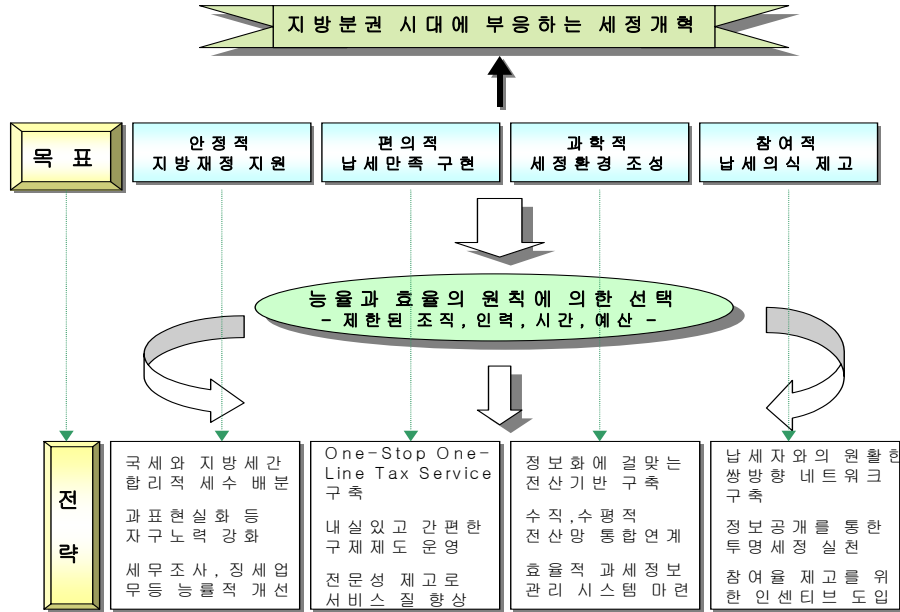 지방분권 시대에 부응하는 세정개혁
목 표
안정적
지방재정 지원
편의적
납세만족 구현
과학적
세정환경 조성
참여적
납세의식 제고
능율과 효율의 원칙에 의한 선택
- 제한된 조직, 인력, 시간, 예산 -
전
략
국세와 지방세간
합리적 세수 배분
과표현실화 등
자구노력 강화
세무조사, 징세업
무등 능률적 개선
One-Stop One-
Line Tax Service
구축
내실있고 간편한
구제제도 운영
전문성 제고로
서비스 질 향상
정보화에 걸맞는
전산기반 구축
수직,수평적
전산망 통합연계
효율적 과세정보
관리 시스템 마련
납세자와의 원활한
쌍방향 네트워크
구축
정보공개를 통한
투명세정 실천
참여율 제고를 위
한 인센티브 도입